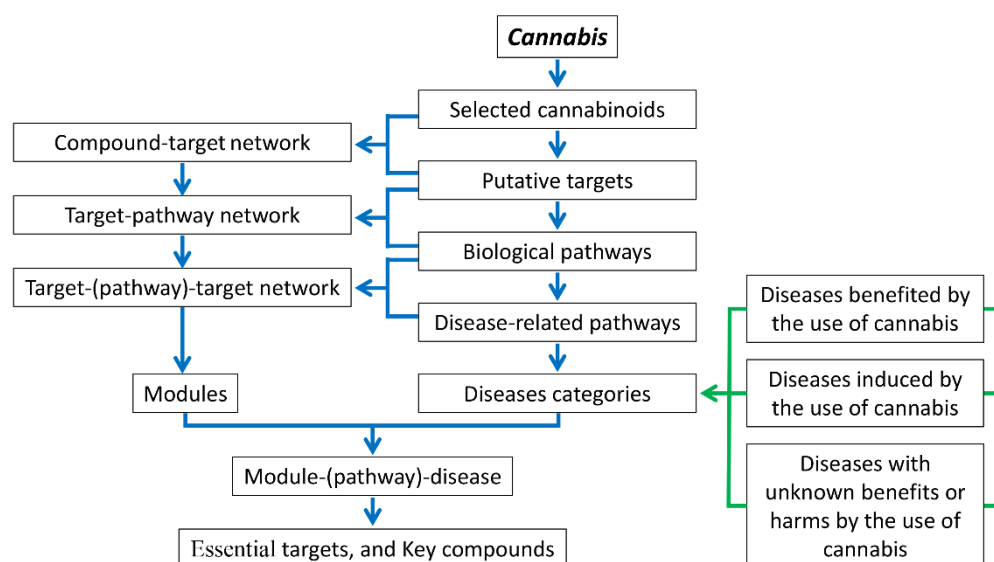 Cannabis
Selected cannabinoids
Compound-target network
Putative targets
Target-pathway network
Biological pathways
Target-(pathway)-target network
Disease-related pathways
Diseases benefited by
the use of cannabis
Modules
Diseases categories
Diseases induced by
the use of cannabis
Module-(pathway)-disease
Diseases with
unknown benefits or
harms by the use of
cannabis
Essential targets, and Key compounds